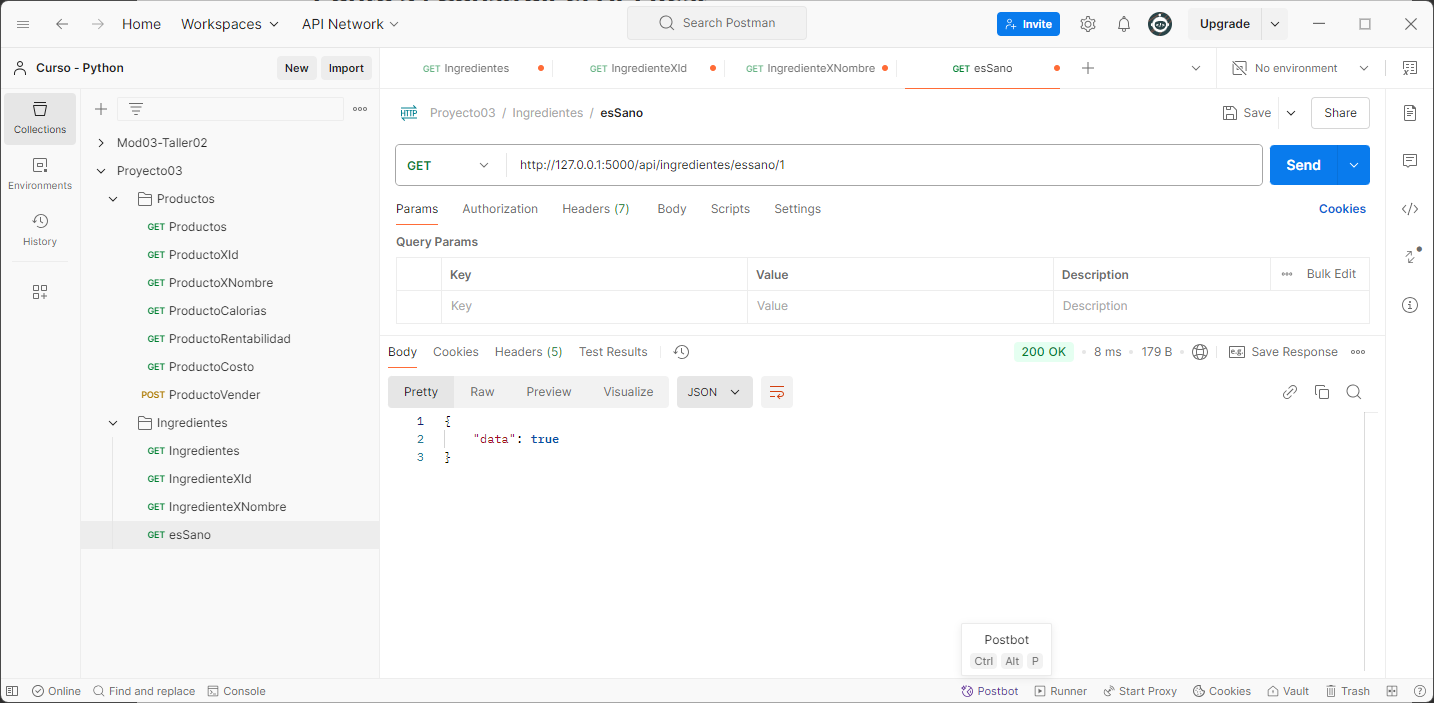 Home
Workspaces
API Network
Search Postman
Invite
Upgrade
Curso - Python
New
Import
GET Ingredientes
GET IngredienteXId
GET IngredienteXNombre
GET esSano
No environment
Collections
Environments
History
Mod03-Taller02
Proyecto03
Productos
GET Productos
GET ProductoXId
GET ProductoXNombre
GET ProductoCalorias
GET ProductoRentabilidad
GET ProductoCosto
POST ProductoVender
Ingredientes
GET Ingredientes
GET IngredienteXId
GET IngredienteXNombre
GET esSano
HTTP Proyecto03 / Ingredientes / esSano
Save
Share
GET http://127.0.0.1:5000/api/ingredientes/essano/1
Send
Params Authorization Headers (7) Body Scripts Settings
Cookies
Query Params
Key Value Description
Bulk Edit
Key Value Description
Body Cookies Headers (5) Test Results
200 OK • 8 ms • 179 B •
e.g. Save Response
Pretty Raw Preview Visualize JSON
1 {
2 "data": true
3 }
Postbot
Ctrl Alt P
Online
Find and replace
Console
Postbot
Runner
Start Proxy
Cookies
Vault
Trash